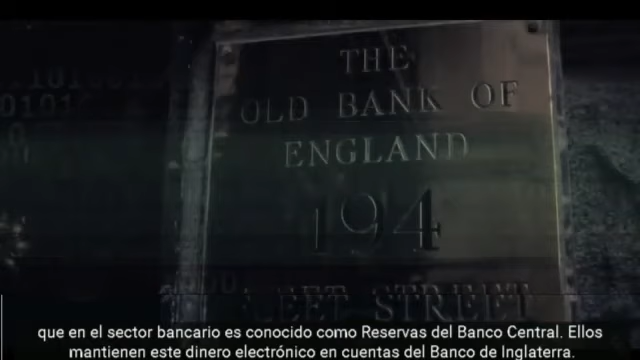 THE
OLD BANK OF
ENGLAND
194
FLEET STREET
que en el sector bancario es conocido como Reservas del Banco Central. Ellos
mantienen este dinero electrónico en cuentas del Banco de Inglaterra.